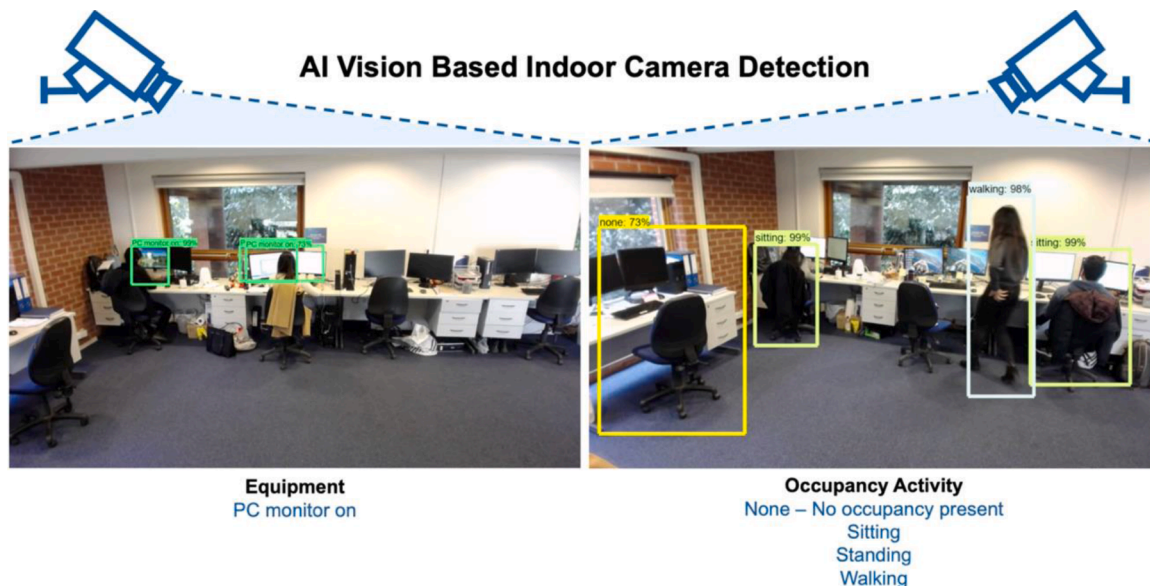 AI Vision Based Indoor Camera Detection
PC monitor on: 99%
PC monitor on: 73%
none: 73%
sitting: 99%
walking: 98%
sitting: 99%
Equipment
PC monitor on
Occupancy Activity
None – No occupancy present
Sitting
Standing
Walking